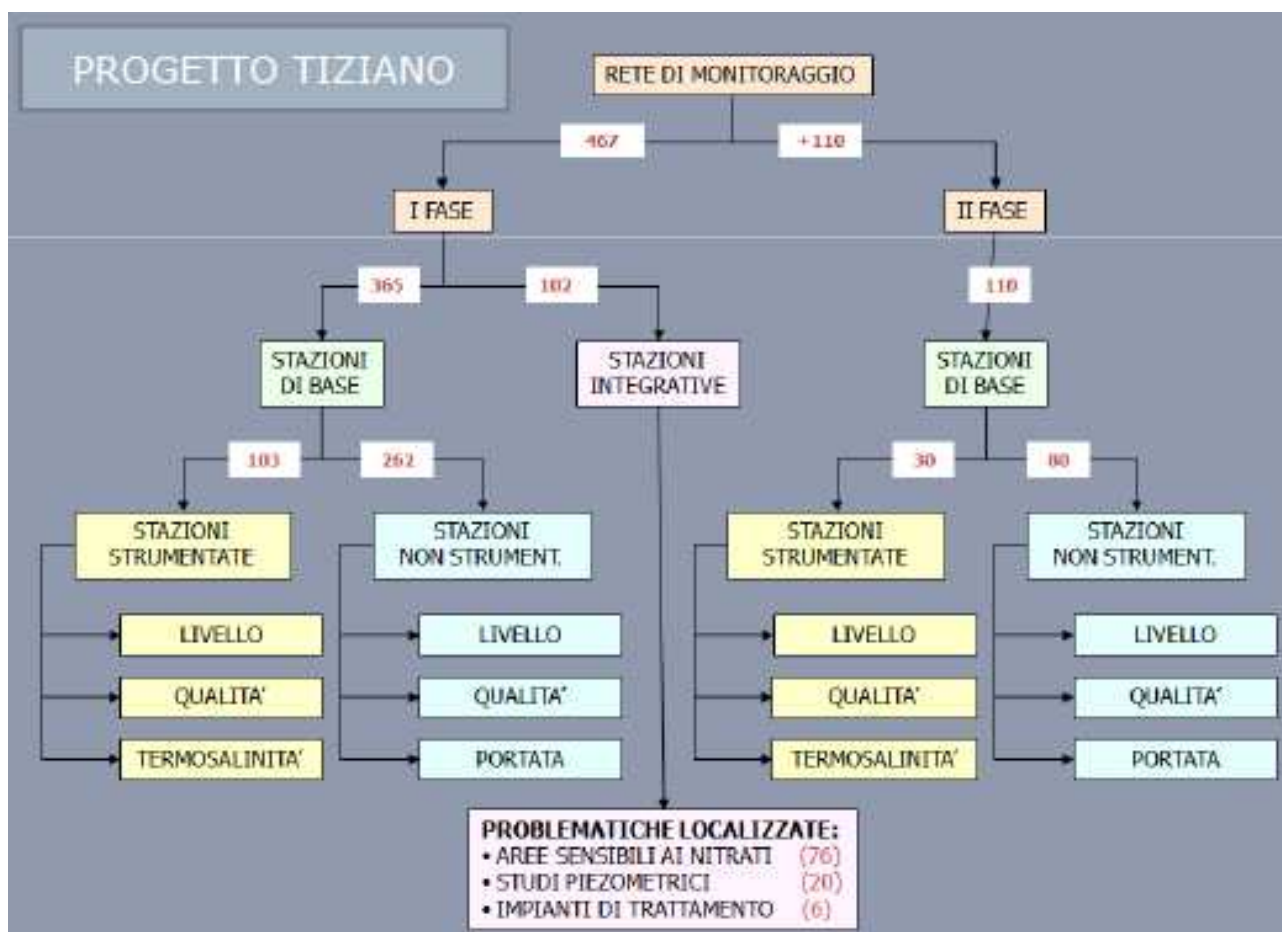 PROGETTO TIZIANO
RETE DI MONITORAGGIO
467
+110
I FASE
II FASE
365
102
110
STAZIONI
DI BASE
STAZIONI
INTEGRATIVE
STAZIONI
DI BASE
103
262
30
80
STAZIONI
STRUMENTATE
STAZIONI
NON STRUMENT.
STAZIONI
STRUMENTATE
STAZIONI
NON STRUMENT.
LIVELLO
LIVELLO
LIVELLO
LIVELLO
QUALITA'
QUALITA'
QUALITA'
QUALITA'
TERMOSALINITA'
PORTATA
TERMOSALINITA'
PORTATA
PROBLEMATICHE LOCALIZZATE:
• AREE SENSIBILI AI NITRATI (76)
• STUDI PIEZOMETRICI (20)
• IMPIANTI DI TRATTAMENTO (6)